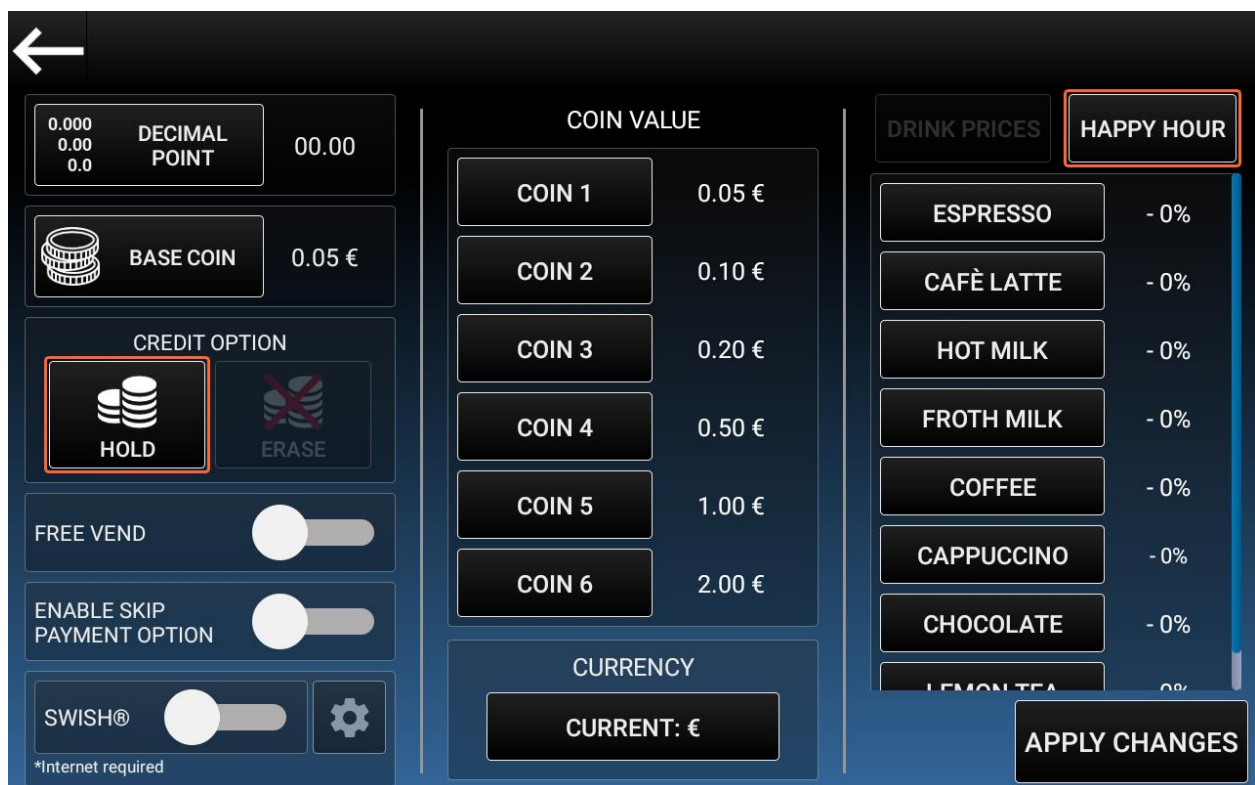 0.000
0.00
0.0
DECIMAL
POINT
00.00
BASE COIN
0.05 €
CREDIT OPTION
HOLD
ERASE
FREE VEND
ENABLE SKIP
PAYMENT OPTION
SWISH®
*Internet required
COIN VALUE
COIN 1
0.05 €
COIN 2
0.10 €
COIN 3
0.20 €
COIN 4
0.50 €
COIN 5
1.00 €
COIN 6
2.00 €
CURRENCY
CURRENT: €
DRINK PRICES
HAPPY HOUR
ESPRESSO
- 0%
CAFÈ LATTE
- 0%
HOT MILK
- 0%
FROTH MILK
- 0%
COFFEE
- 0%
CAPPUCCINO
- 0%
CHOCOLATE
- 0%
LEMON TEA
0%
APPLY CHANGES